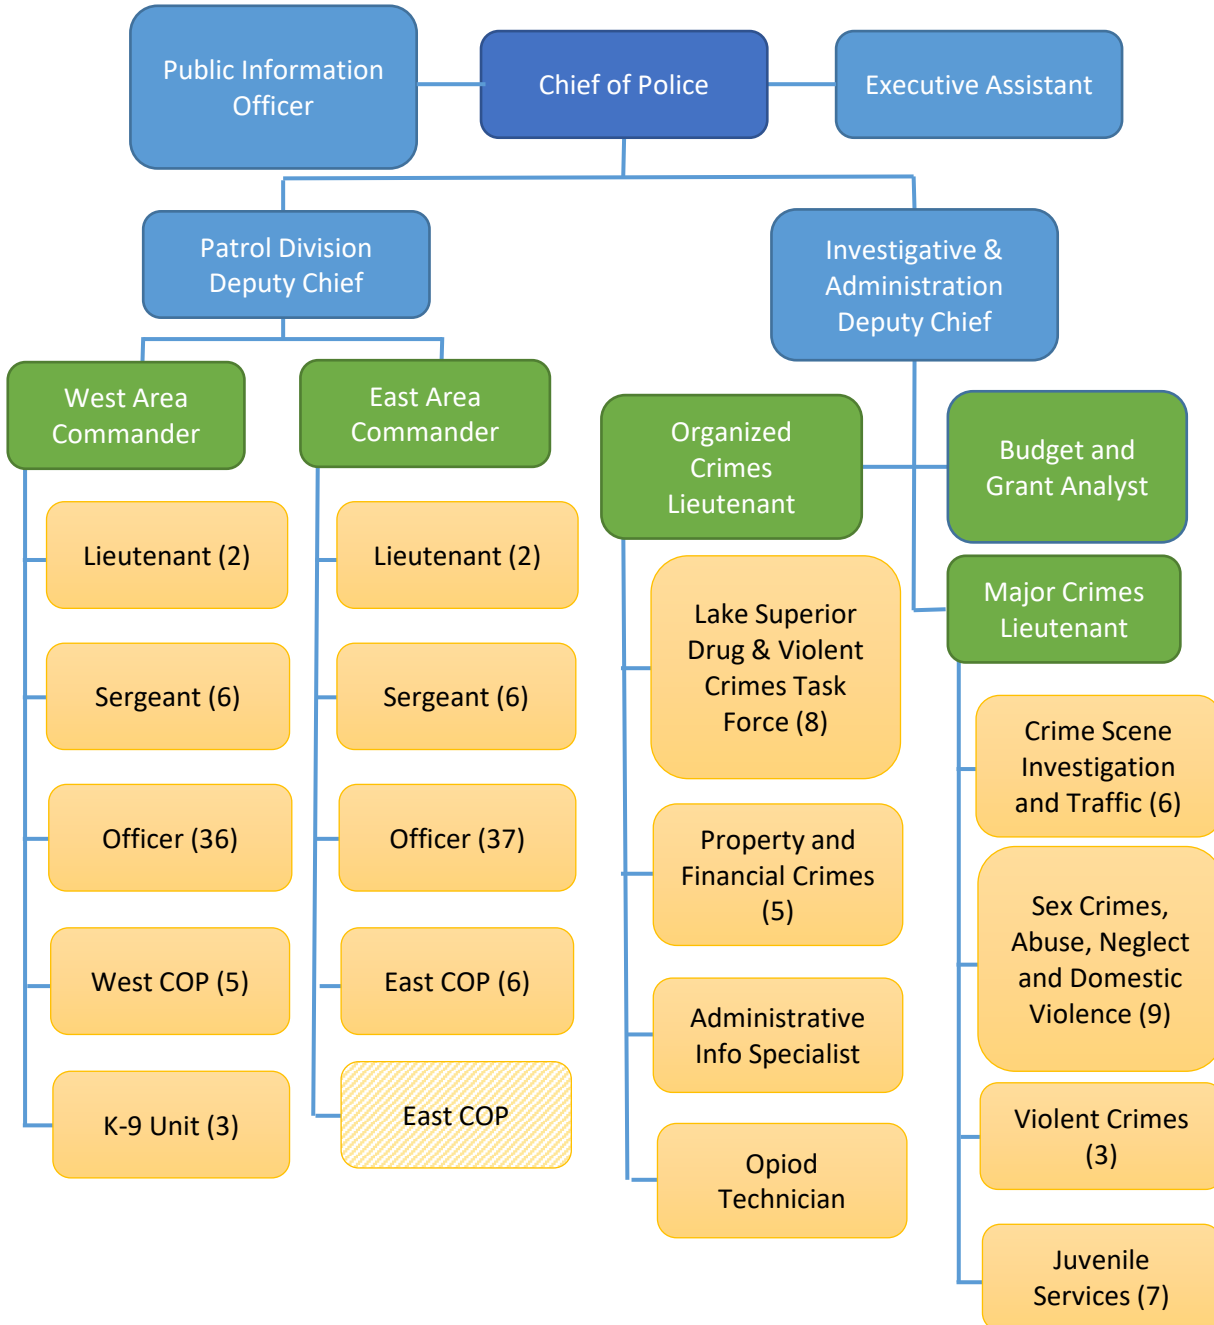 Public Information
Officer
Chief of Police
Executive Assistant
Patrol Division
Deputy Chief
Investigative &
Administration
Deputy Chief
West Area
Commander
East Area
Commander
Organized
Crimes
Lieutenant
Budget and
Grant Analyst
Major Crimes
Lieutenant
Lieutenant (2)
Sergeant (6)
Officer (36)
West COP (5)
K-9 Unit (3)
Lieutenant (2)
Sergeant (6)
Officer (37)
East COP (6)
East COP
Lake Superior
Drug & Violent
Crimes Task
Force (8)
Property and
Financial Crimes
(5)
Administrative
Info Specialist
Opiod
Technician
Crime Scene
Investigation
and Traffic (6)
Sex Crimes,
Abuse, Neglect
and Domestic
Violence (9)
Violent Crimes
(3)
Juvenile
Services (7)